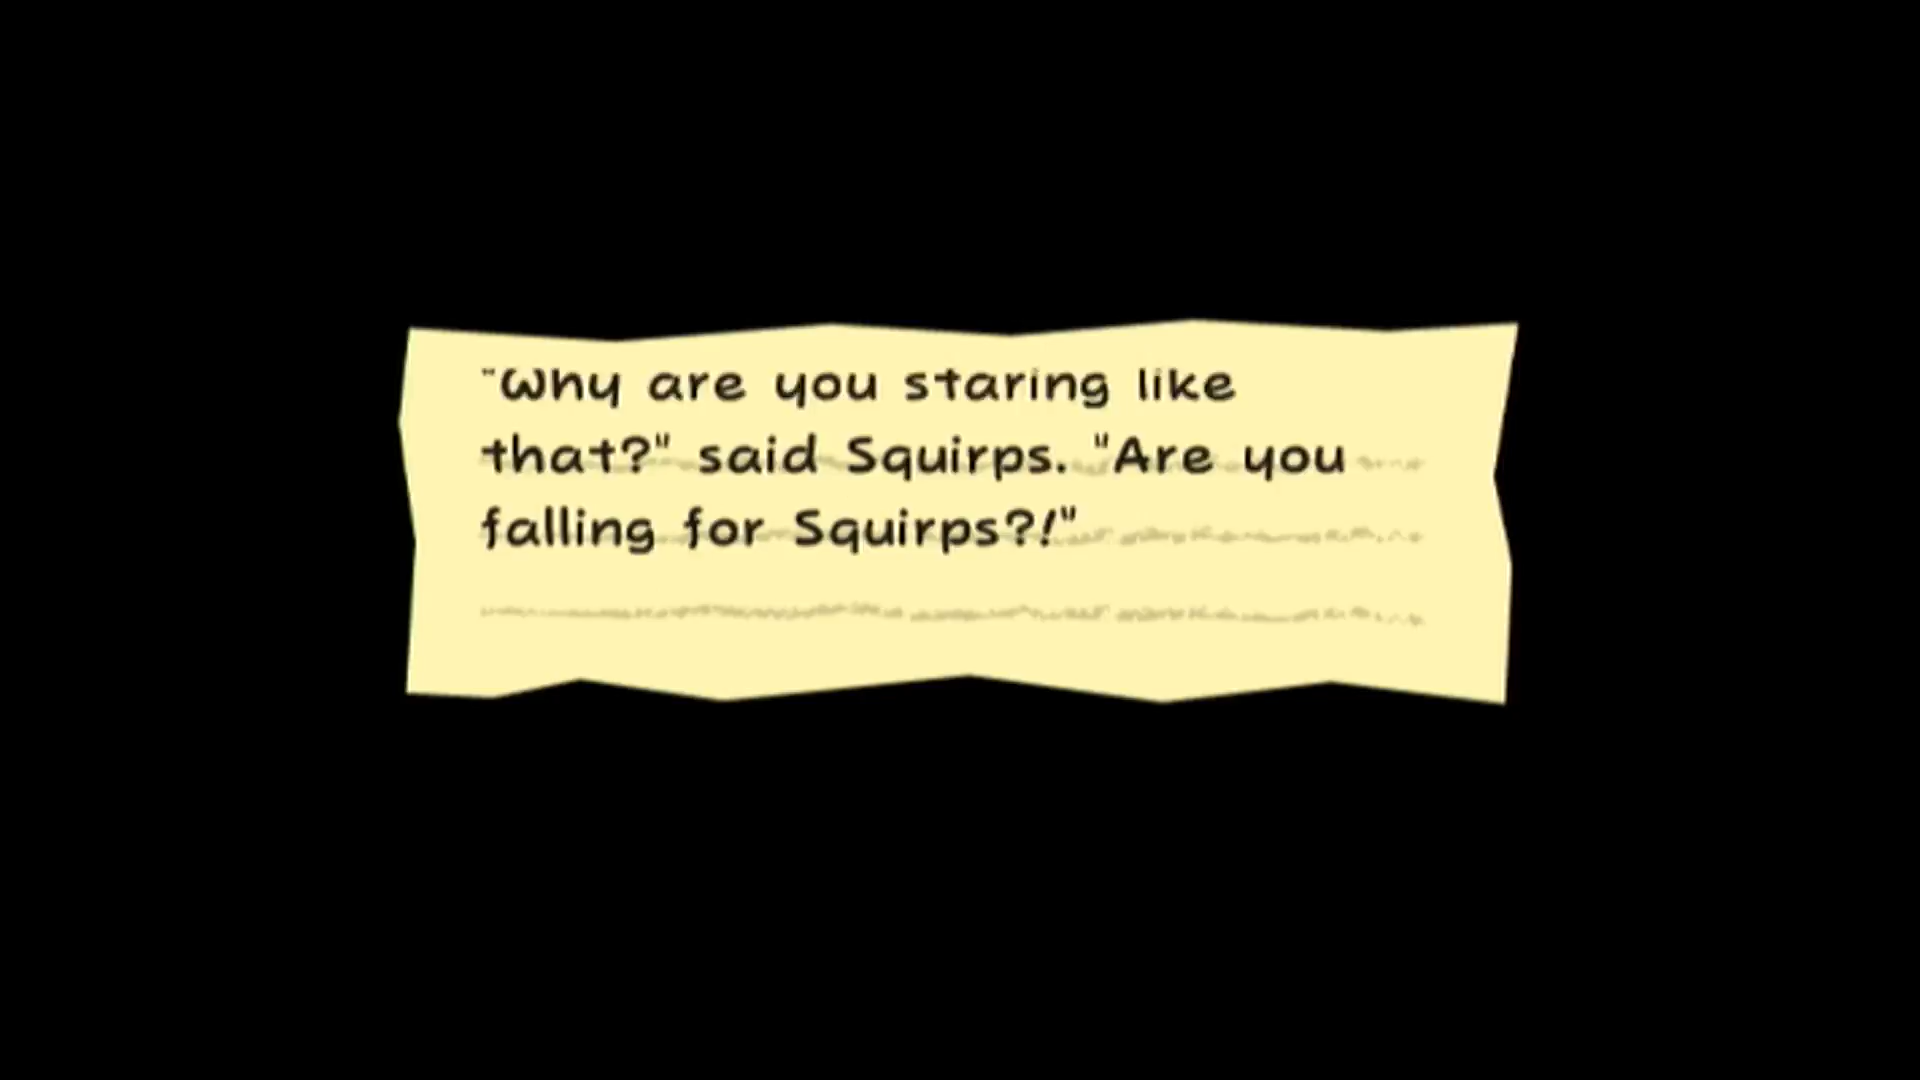 "Why are you staring like
that?" said Squirps. "Are you
falling for Squirps?!"